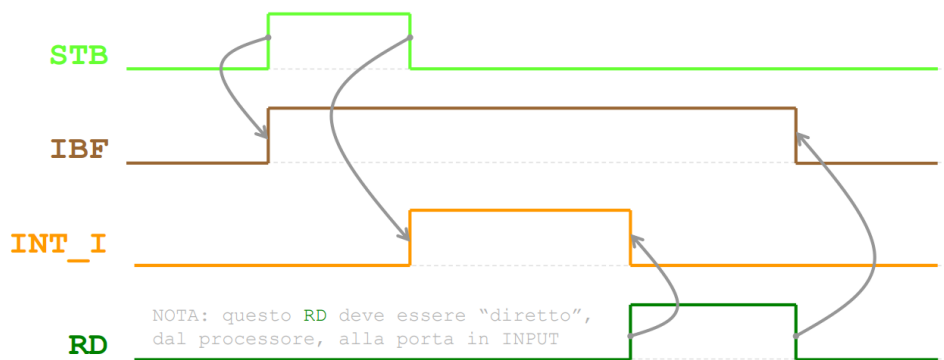 STB
IBF
INT_I
NOTA: questo RD deve essere “diretto”,
dal processore, alla porta in INPUT
RD